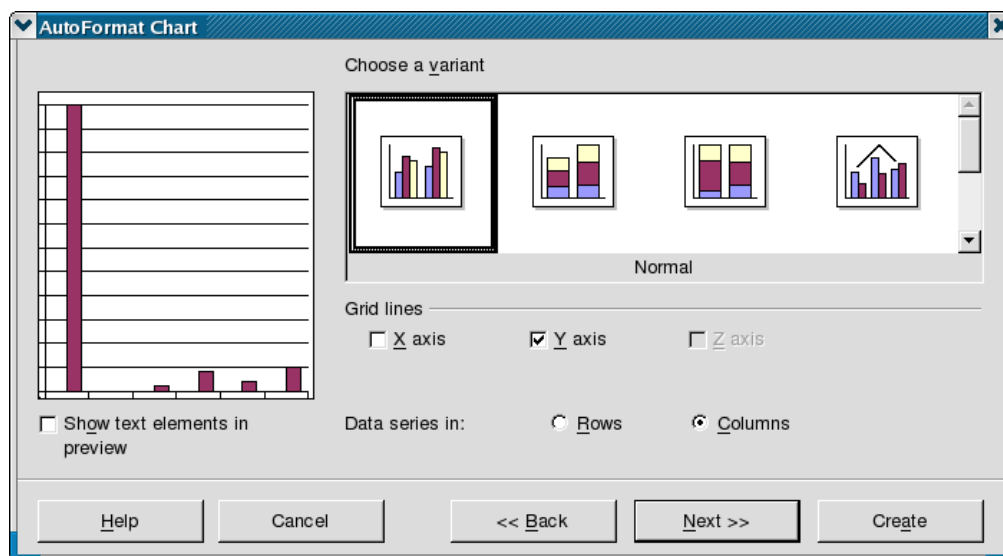 AutoFormat Chart
Choose a variant
Normal
Grid lines
X axis
Y axis
Z axis
Show text elements in
preview
Data series in:
Rows
Columns
Help
Cancel
<< Back
Next >>
Create